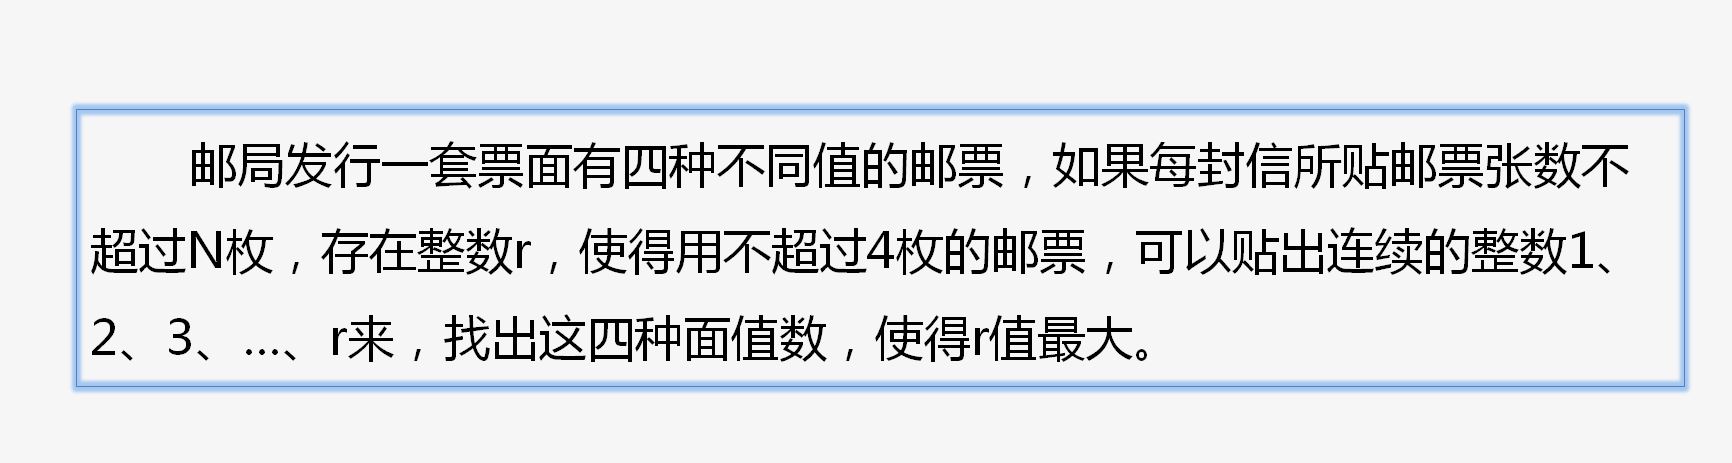 邮局发行一套票面有四种不同值的邮票，如果每封信所贴邮票张数不
超过N枚，存在整数r，使得用不超过4枚的邮票，可以贴出连续的整数1、
2、3、…、r来，找出这四种面值数，使得r值最大。